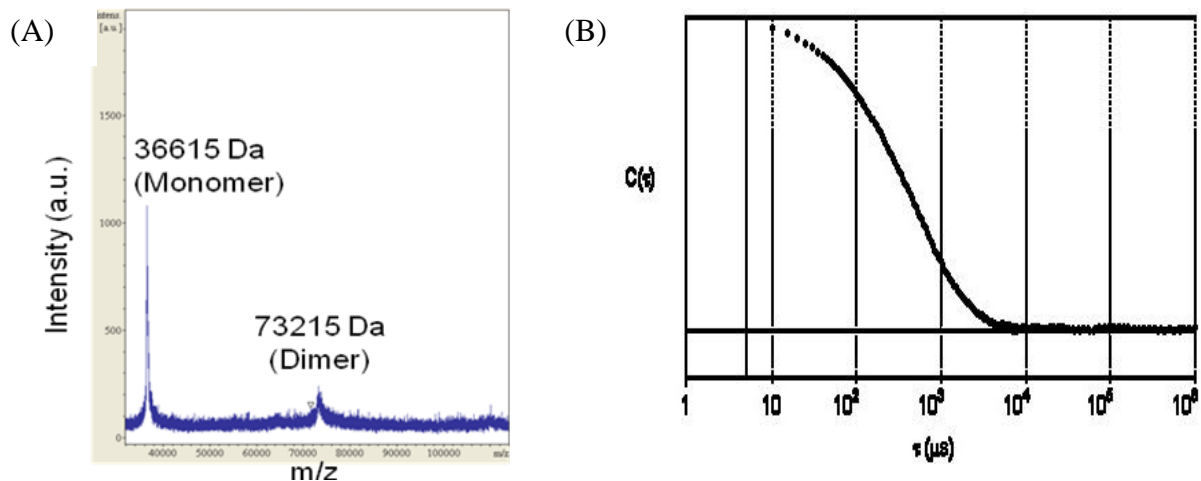 (A)
Intens.
[a.u.]
1500
1000
500
0
Intensity (a.u.)
36615 Da
(Monomer)
73215 Da
(Dimer)
40000 50000 60000 70000 80000 90000 100000 m/z
m/z
(B)
C(τ)
1 10 10² 10³ 10⁴ 10⁵ 10⁶
τ (µs)